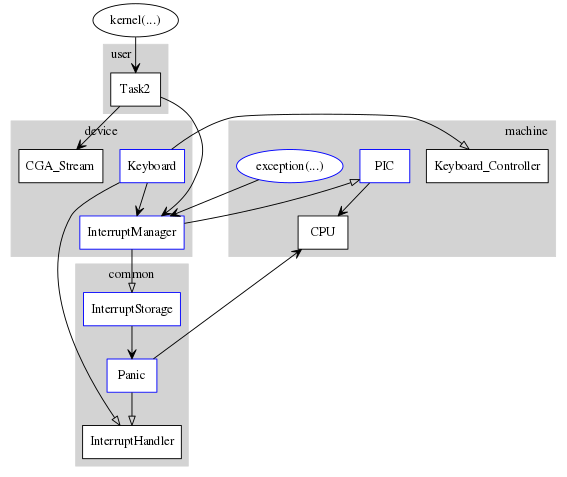 kernel(...)
user
Task2
device
machine
CGA_Stream
Keyboard
exception(...)
PIC
Keyboard_Controller
InterruptManager
CPU
common
InterruptStorage
Panic
InterruptHandler